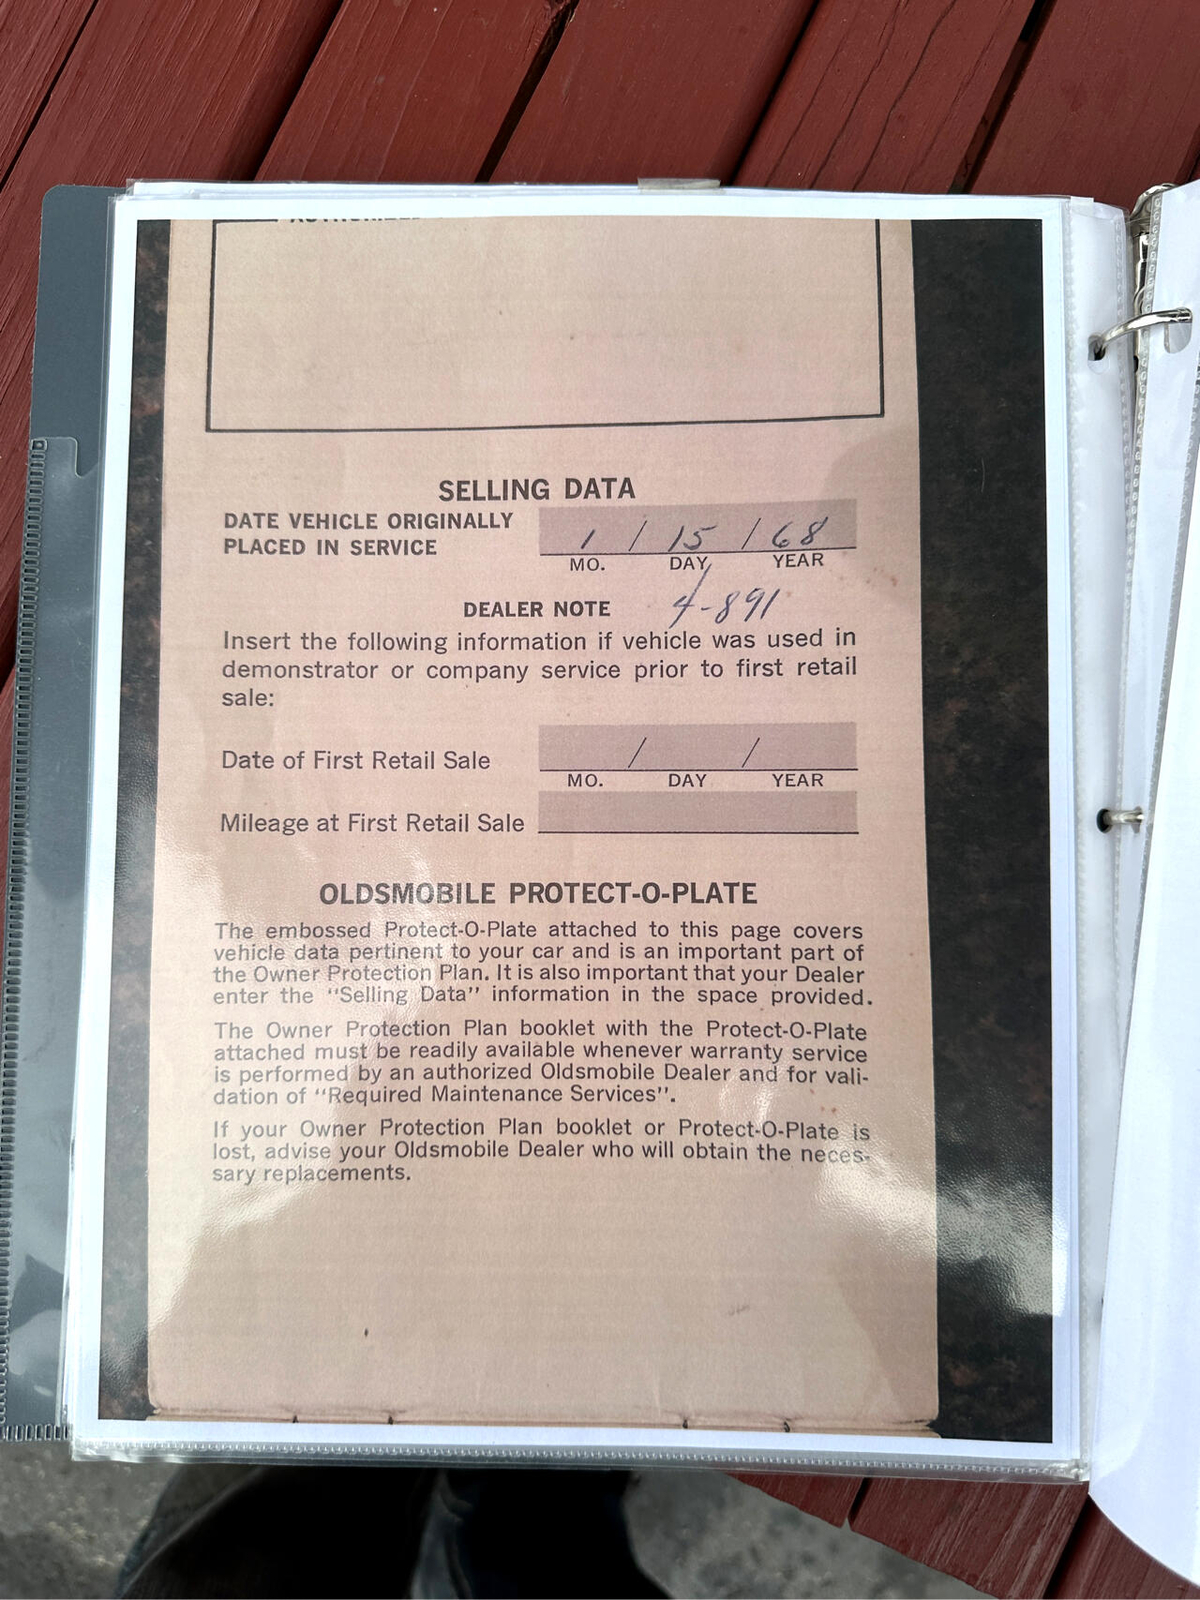 SELLING DATA
DATE VEHICLE ORIGINALLY
PLACED IN SERVICE
1 / 15 / 68
MO. DAY YEAR
4-891
DEALER NOTE
Insert the following information if vehicle was used in
demonstrator or company service prior to first retail
sale:
Date of First Retail Sale / /
MO. DAY YEAR
Mileage at First Retail Sale
OLDSMOBILE PROTECT-O-PLATE
The embossed Protect-O-Plate attached to this page covers
vehicle data pertinent to your car and is an important part of
the Owner Protection Plan. It is also important that your Dealer
enter the "Selling Data" information in the space provided.
The Owner Protection Plan booklet with the Protect-O-Plate
attached must be readily available whenever warranty service
is performed by an authorized Oldsmobile Dealer and for vali-
dation of "Required Maintenance Services".
If your Owner Protection Plan booklet or Protect-O-Plate is
lost, advise your Oldsmobile Dealer who will obtain the neces-
sary replacements.